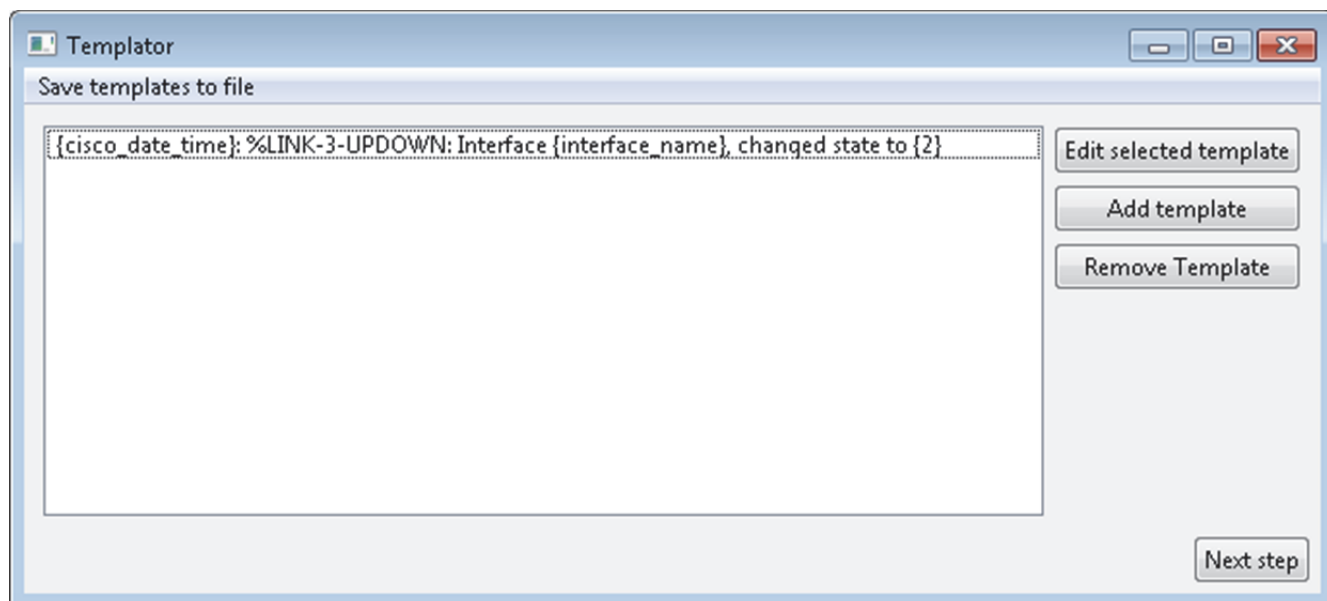 Templator
Save templates to file
{cisco_date_time}: %LINK-3-UPDOWN: Interface {interface_name}, changed state to {2}
Edit selected template
Add template
Remove Template
Next step